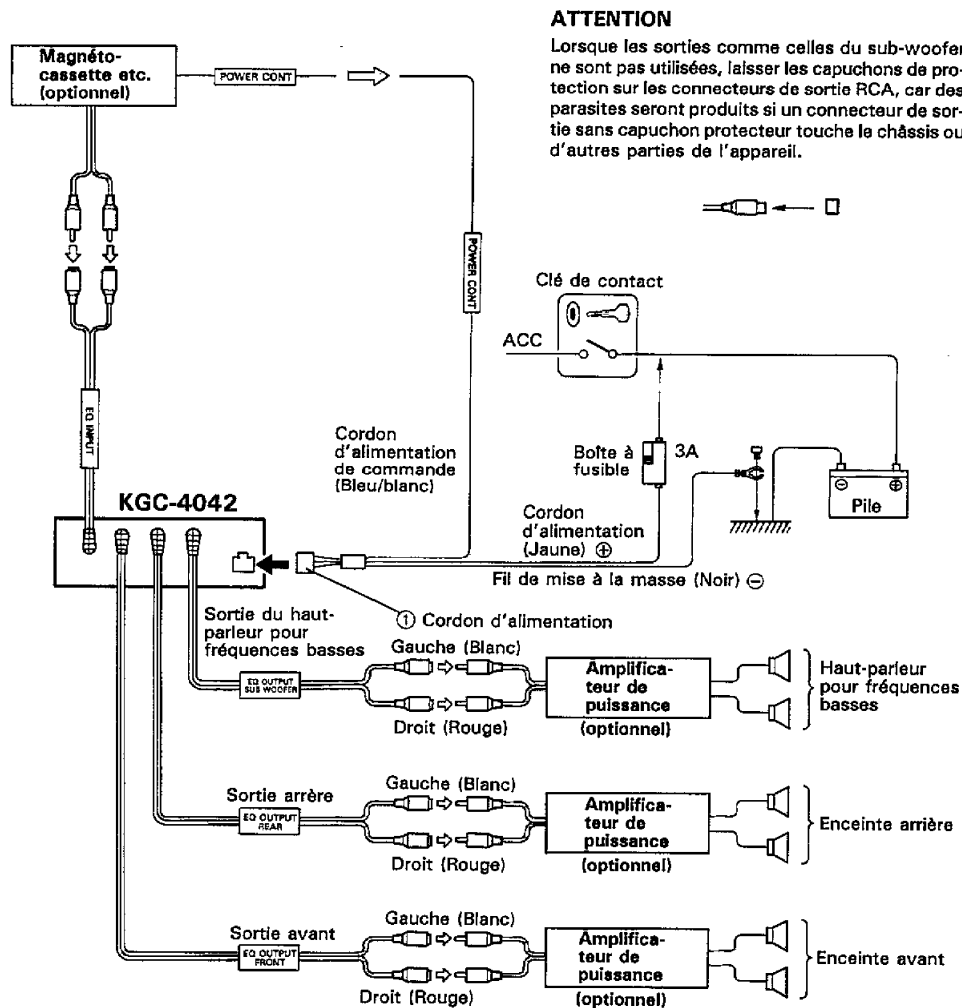 ATTENTION
Lorsque les sorties comme celles du sub-woofer
ne sont pas utilisées, laisser les capuchons de pro-
tection sur les connecteurs de sortie RCA, car des
parasites seront produits si un connecteur de sor-
tie sans capuchon protecteur touche le châssis ou
d'autres parties de l'appareil.
Magnéto-
cassette etc.
(optionnel)
POWER CONT
POWER CONT
Clé de contact
ACC
EQ INPUT
Cordon
d'alimentation
de commande
(Bleu/blanc)
Boîte à
fusible
3A
⊖ ⊕
Pile
KGC-4042
Cordon
d'alimentation
(Jaune) ⊕
Fil de mise à la masse (Noir) ⊖
① Cordon d'alimentation
Sortie du haut-
parleur pour
fréquences basses
EQ OUTPUT
SUB WOOFER
Gauche (Blanc)
Droit (Rouge)
Amplifica-
teur de
puissance
(optionnel)
Haut-parleur
pour fréquences
basses
Sortie arrère
EQ OUTPUT
REAR
Gauche (Blanc)
Droit (Rouge)
Amplifica-
teur de
puissance
(optionnel)
Enceinte arrière
Sortie avant
EQ OUTPUT
FRONT
Gauche (Blanc)
Droit (Rouge)
Amplifica-
teur de
puissance
(optionnel)
Enceinte avant